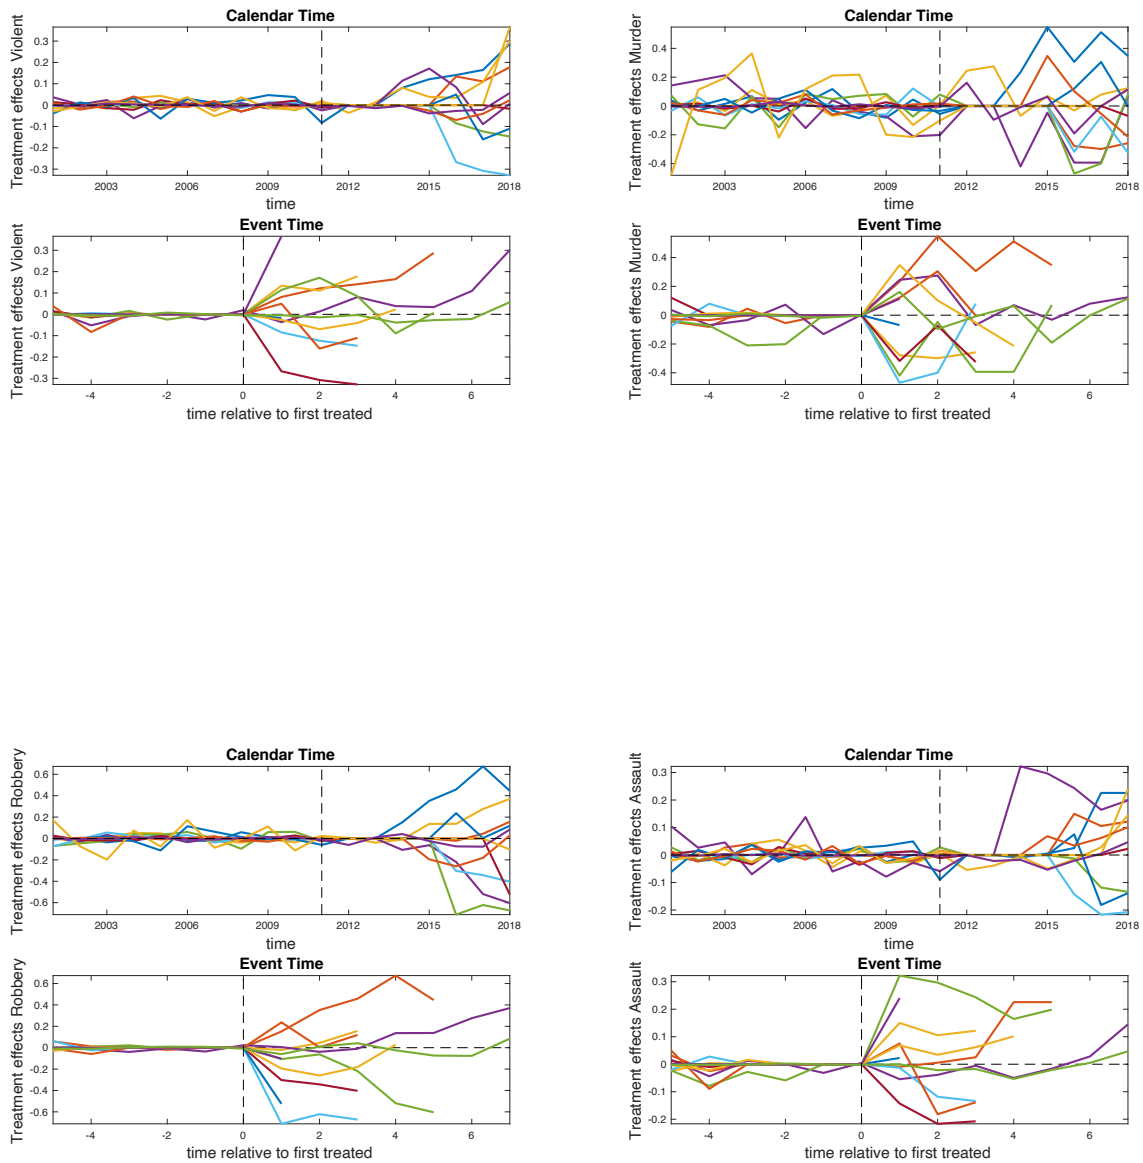 Calendar Time
Treatment effects Violent
0.3
0.2
0.1
0
-0.1
-0.2
-0.3
2003 2006 2009 2012 2015 2018
time
Event Time
Treatment effects Violent
0.3
0.2
0.1
0
-0.1
-0.2
-0.3
-4 -2 0 2 4 6
time relative to first treated
Calendar Time
Treatment effects Murder
0.4
0.2
0
-0.2
-0.4
2003 2006 2009 2012 2015 2018
time
Event Time
Treatment effects Murder
0.4
0.2
0
-0.2
-0.4
-4 -2 0 2 4 6
time relative to first treated
Calendar Time
Treatment effects Robbery
0.6
0.4
0.2
0
-0.2
-0.4
-0.6
2003 2006 2009 2012 2015 2018
time
Event Time
Treatment effects Robbery
0.6
0.4
0.2
0
-0.2
-0.4
-0.6
-4 -2 0 2 4 6
time relative to first treated
Calendar Time
Treatment effects Assault
0.3
0.2
0.1
0
-0.1
-0.2
2003 2006 2009 2012 2015 2018
time
Event Time
Treatment effects Assault
0.3
0.2
0.1
0
-0.1
-0.2
-4 -2 0 2 4 6
time relative to first treated